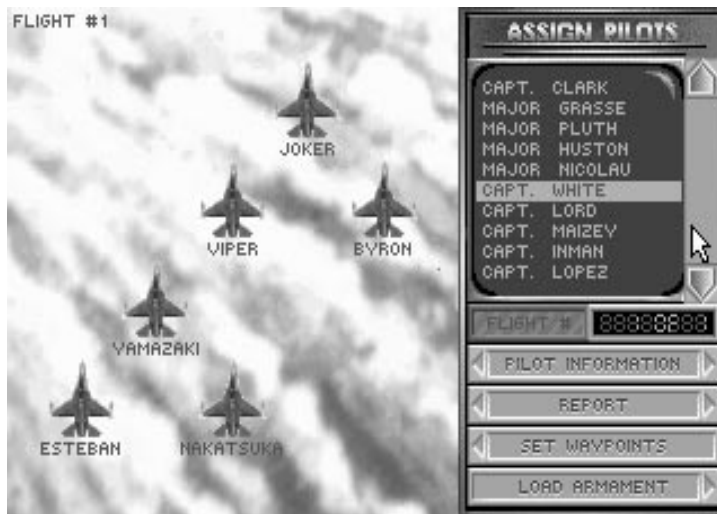 FLIGHT #1
JOKER
VIPER
BYRON
YAMAZAKI
ESTEBAN
NAKATSUKA
ASSIGN PILOTS
CAPT. CLARK
MAJOR GRASSE
MAJOR PLUTH
MAJOR HUSTON
MAJOR NICOLAU
CAPT. WHITE
CAPT. LORD
CAPT. MAIZEY
CAPT. INMAN
CAPT. LOPEZ
FLIGHT #
PILOT INFORMATION
REPORT
SET WAYPOINTS
LOAD ARMAMENT